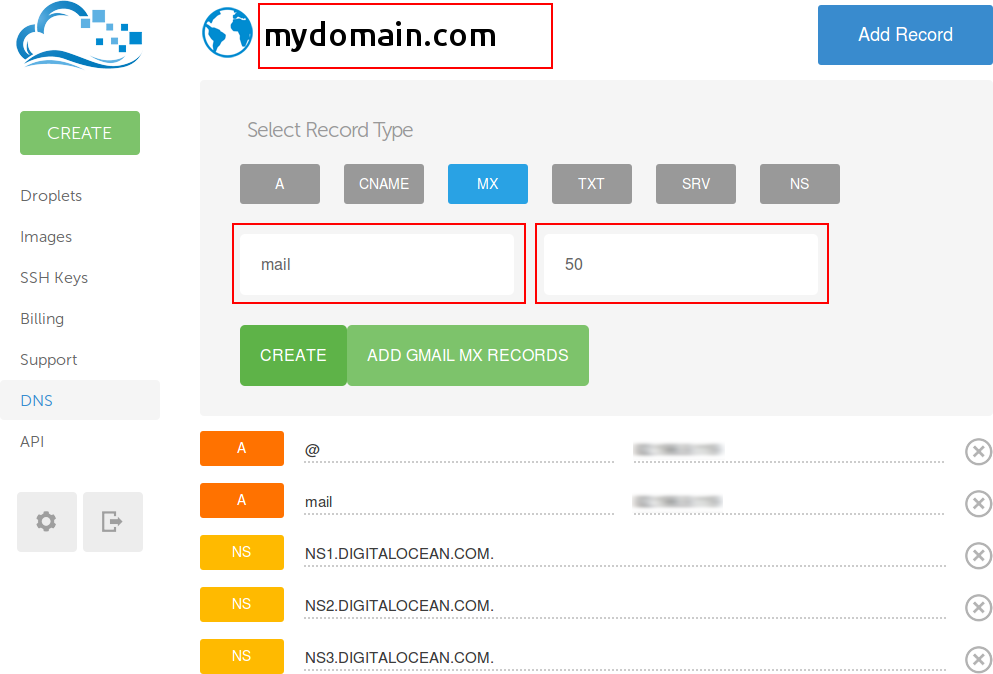 mydomain.com
Add Record
CREATE
Droplets
Images
SSH Keys
Billing
Support
DNS
API
Select Record Type
A CNAME MX TXT SRV NS
mail 50
CREATE ADD GMAIL MX RECORDS
A @
A mail
NS NS1.DIGITALOCEAN.COM.
NS NS2.DIGITALOCEAN.COM.
NS NS3.DIGITALOCEAN.COM.